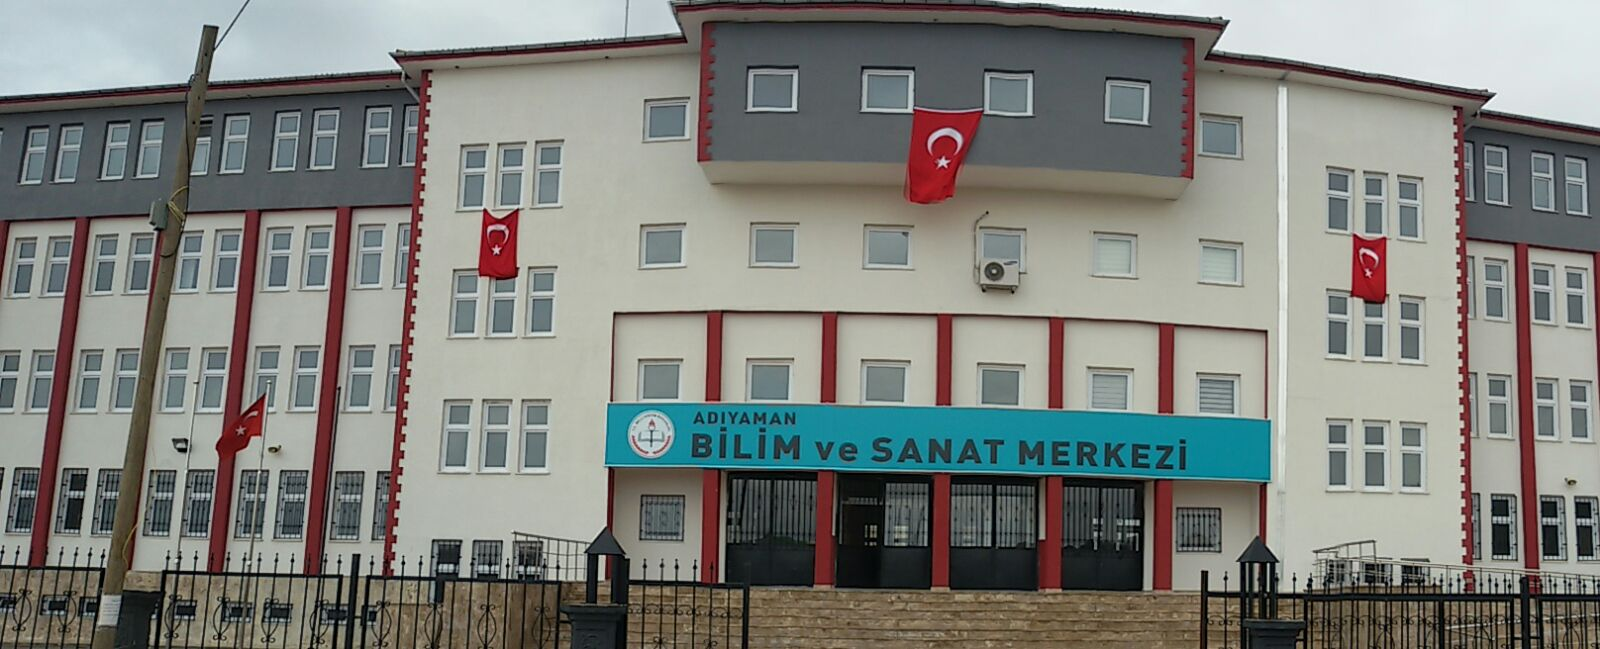 ADIYAMAN
BİLİM ve SANAT MERKEZİ